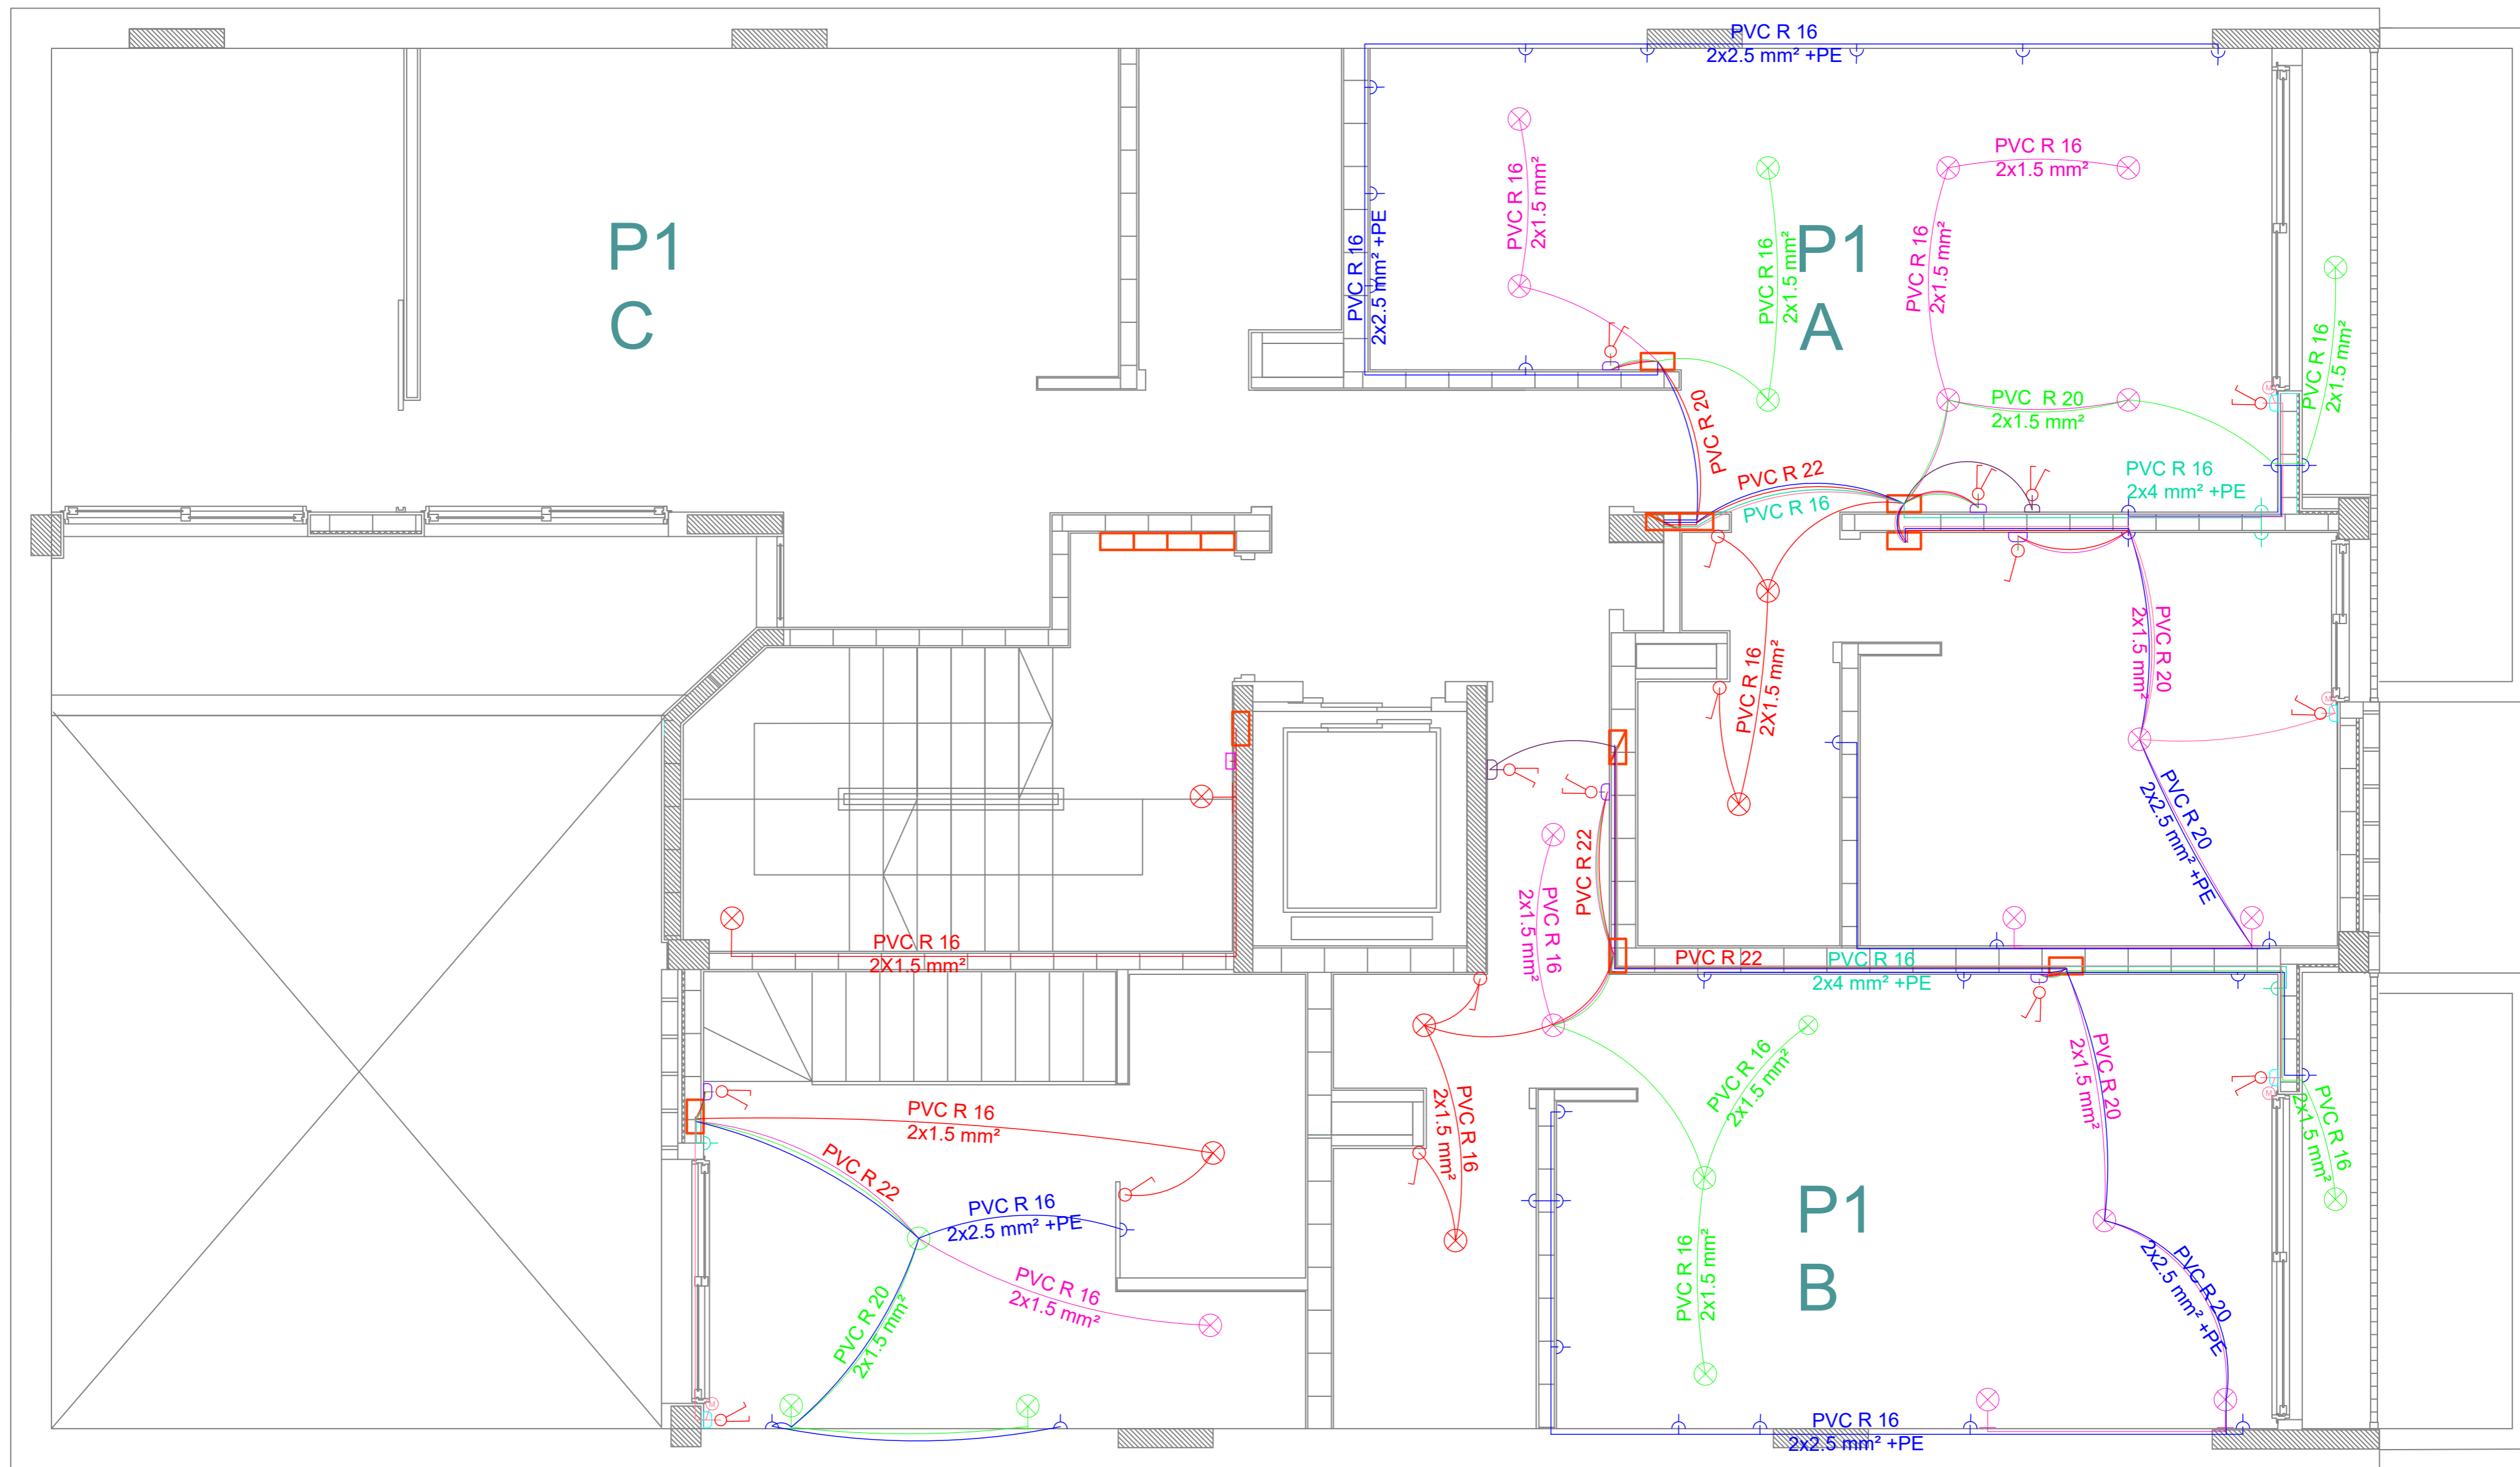 PVC R 16
2x2.5 mm² +PE
PVC R 16
2x1.5 mm²
PVC R 16
2x1.5 mm²
P1
C
PVC R 16
2x2.5 mm² +PE
PVC R 16
2x1.5 mm²
P1
A
PVC R 16
2x1.5 mm²
PVC R 16
2x1.5 mm²
M
PVC R 20
2x1.5 mm²
PVC R 20
PVC R 22
PVC R 16
PVC R 16
2x4 mm² +PE
PVC R 16
2X1.5 mm²
PVC R 20
2x1.5 mm²
M
PVC R 20
2x2.5 mm² +PE
PVC R 22
PVC R 16
2x1.5 mm²
PVC R 16
2X1.5 mm²
PVC R 22
PVC R 16
2x4 mm² +PE
PVC R 16
2x1.5 mm²
PVC R 20
2x1.5 mm²
M
PVC R 16
2x1.5 mm²
PVC R 16
2x1.5 mm²
PVC R 16
2x1.5 mm²
PVC R 22
PVC R 16
2x2.5 mm² +PE
P1
B
PVC R 16
2x1.5 mm²
PVC R 20
2x2.5 mm² +PE
PVC R 16
2x1.5 mm²
PVC R 20
2x1.5 mm²
M
PVC R 16
2x2.5 mm² +PE